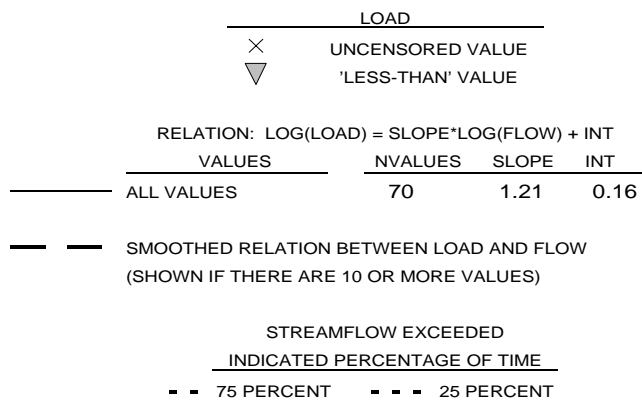 LOAD
UNCENSORED VALUE
'LESS-THAN' VALUE
RELATION: LOG(LOAD) = SLOPE*LOG(FLOW) + INT
VALUES NVALUES SLOPE INT
ALL VALUES 70 1.21 0.16
SMOOTHED RELATION BETWEEN LOAD AND FLOW
(SHOWN IF THERE ARE 10 OR MORE VALUES)
STREAMFLOW EXCEEDED
INDICATED PERCENTAGE OF TIME
75 PERCENT 25 PERCENT